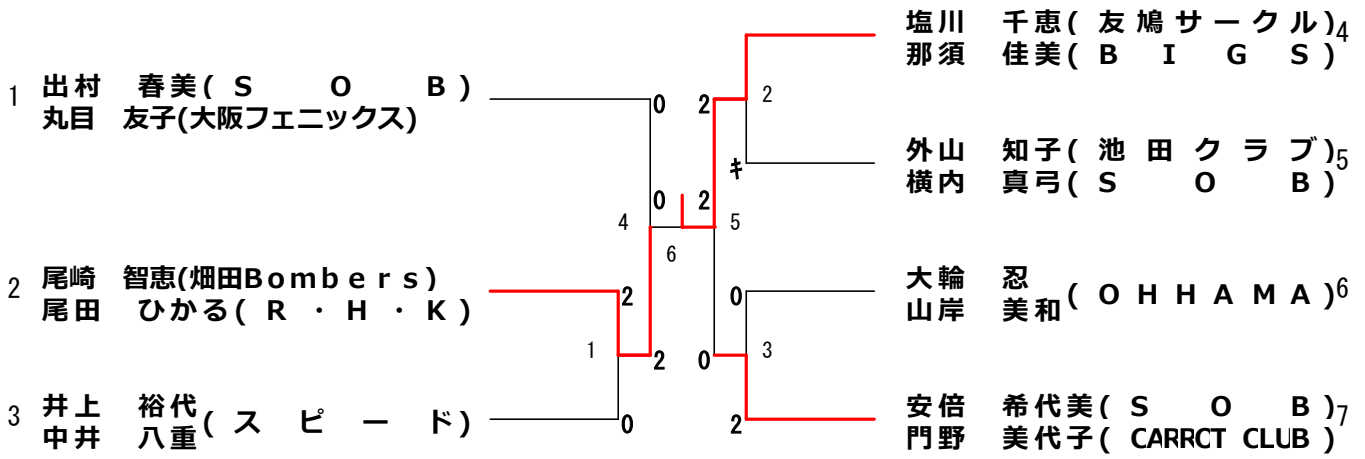 1 出村 春美( S O B )
丸目 友子(大阪フェニックス)
2 尾崎 智恵(畑田Bombers)
尾田 ひかる( R ・ H ・ K )
3 井上 裕代
中井 八重 ( ス ピ ー ド )
0
0
4
2
1
2
0
6
塩川 千恵( 友鳩サークル) 4
那須 佳美( B I G S )
外山 知子( 池田クラブ) 5
横内 真弓( S O B )
大輪 忍
山岸 美和 ( O H H A M A ) 6
安倍 希代美( S O B ) 7
門野 美代子( CARROT CLUB )
2
2
キ
2
5
0
0
3
2